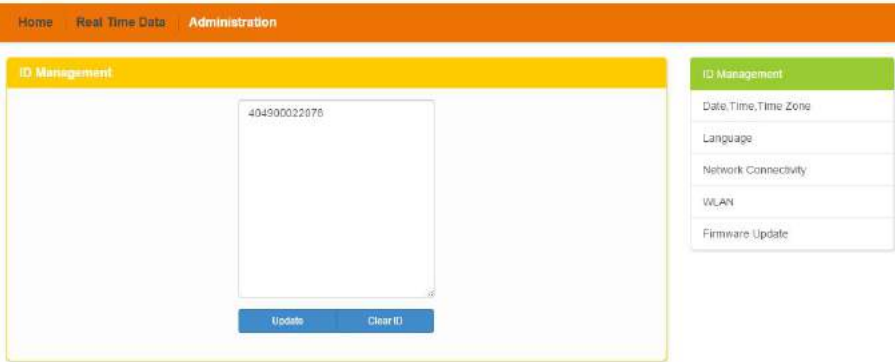 Home Real Time Data Administration
ID Management
404900022076
Update Clear ID
ID Management
Date,Time,Time Zone
Language
Network Connectivity
WLAN
Firmware Update